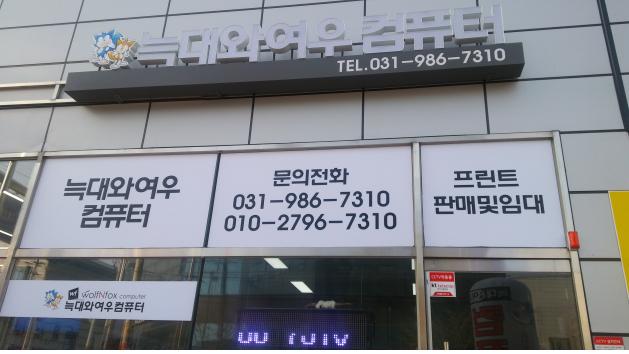 늑대와여우컴퓨터
TEL.031-986-7310
늑대와여우
컴퓨터
문의전화
031-986-7310
010-2796-7310
프린트
판매및임대
WolfNfox computer
늑대와여우컴퓨터